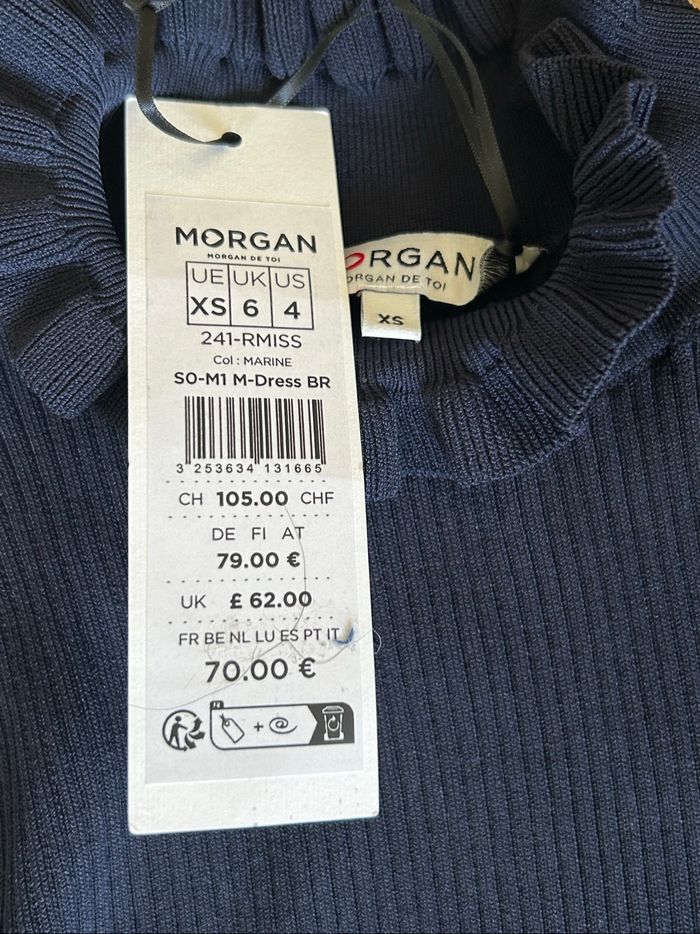 MORGAN
MORGAN DE TOI
UE UK US
XS 6 4
241-RMISS
Col : MARINE
SO-M1 M-Dress BR
3 253634 131665
CH 105.00 CHF
DE FI AT
79.00 €
UK £ 62.00
FR BE NL LU ES PT IT
70.00 €
FR
+
ORGAN
ORGAN DE TOI
XS